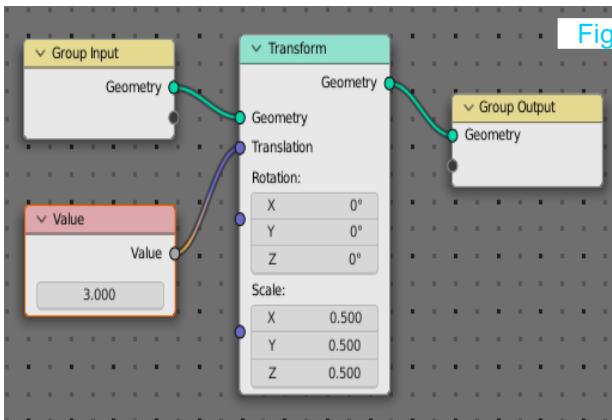 Fig
Group Input
Geometry
Transform
Geometry
Geometry
Translation
Rotation:
X 0°
Y 0°
Z 0°
Scale:
X 0.500
Y 0.500
Z 0.500
Group Output
Geometry
Value
Value
3.000